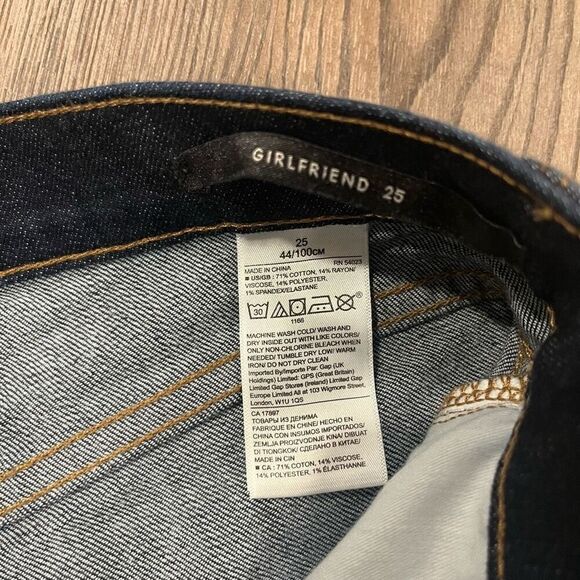 GIRLFRIEND 25
25
44/100CM
MADE IN CHINA RN 54023
■ US/GB : 71% COTTON, 14% RAYON/
VISCOSE, 14% POLYESTER,
1% SPANDEX/ELASTANE
30
1166
MACHINE WASH COLD/ WASH AND
DRY INSIDE OUT WITH LIKE COLORS/
ONLY NON-CHLORINE BLEACH WHEN
NEEDED/ TUMBLE DRY LOW/ WARM
IRON/ DO NOT DRY CLEAN
Imported by/Importe Par: Gap (UK
Holdings) Limited: GPS (Great Britain)
Limited Gap Stores (Ireland) Limited Gap
Europe Limited All at 103 Wigmore Street,
London, W1U 1QS
CA 17897
ТОВАРЫ ИЗ ДЕНИМА
FABRIQUE EN CHINE/ HECHO EN
CHINA CON INSUMOS IMPORTADOS/
ZEMLJA PROIZVODNJE KINA/ DIBUAT
DI TIONGKOK/ СДЕЛАНО В КИТАЕ/
MADE IN CIN
■ CA : 71% COTTON, 14% VISCOSE,
14% POLYESTER, 1% ÉLASTHANNE